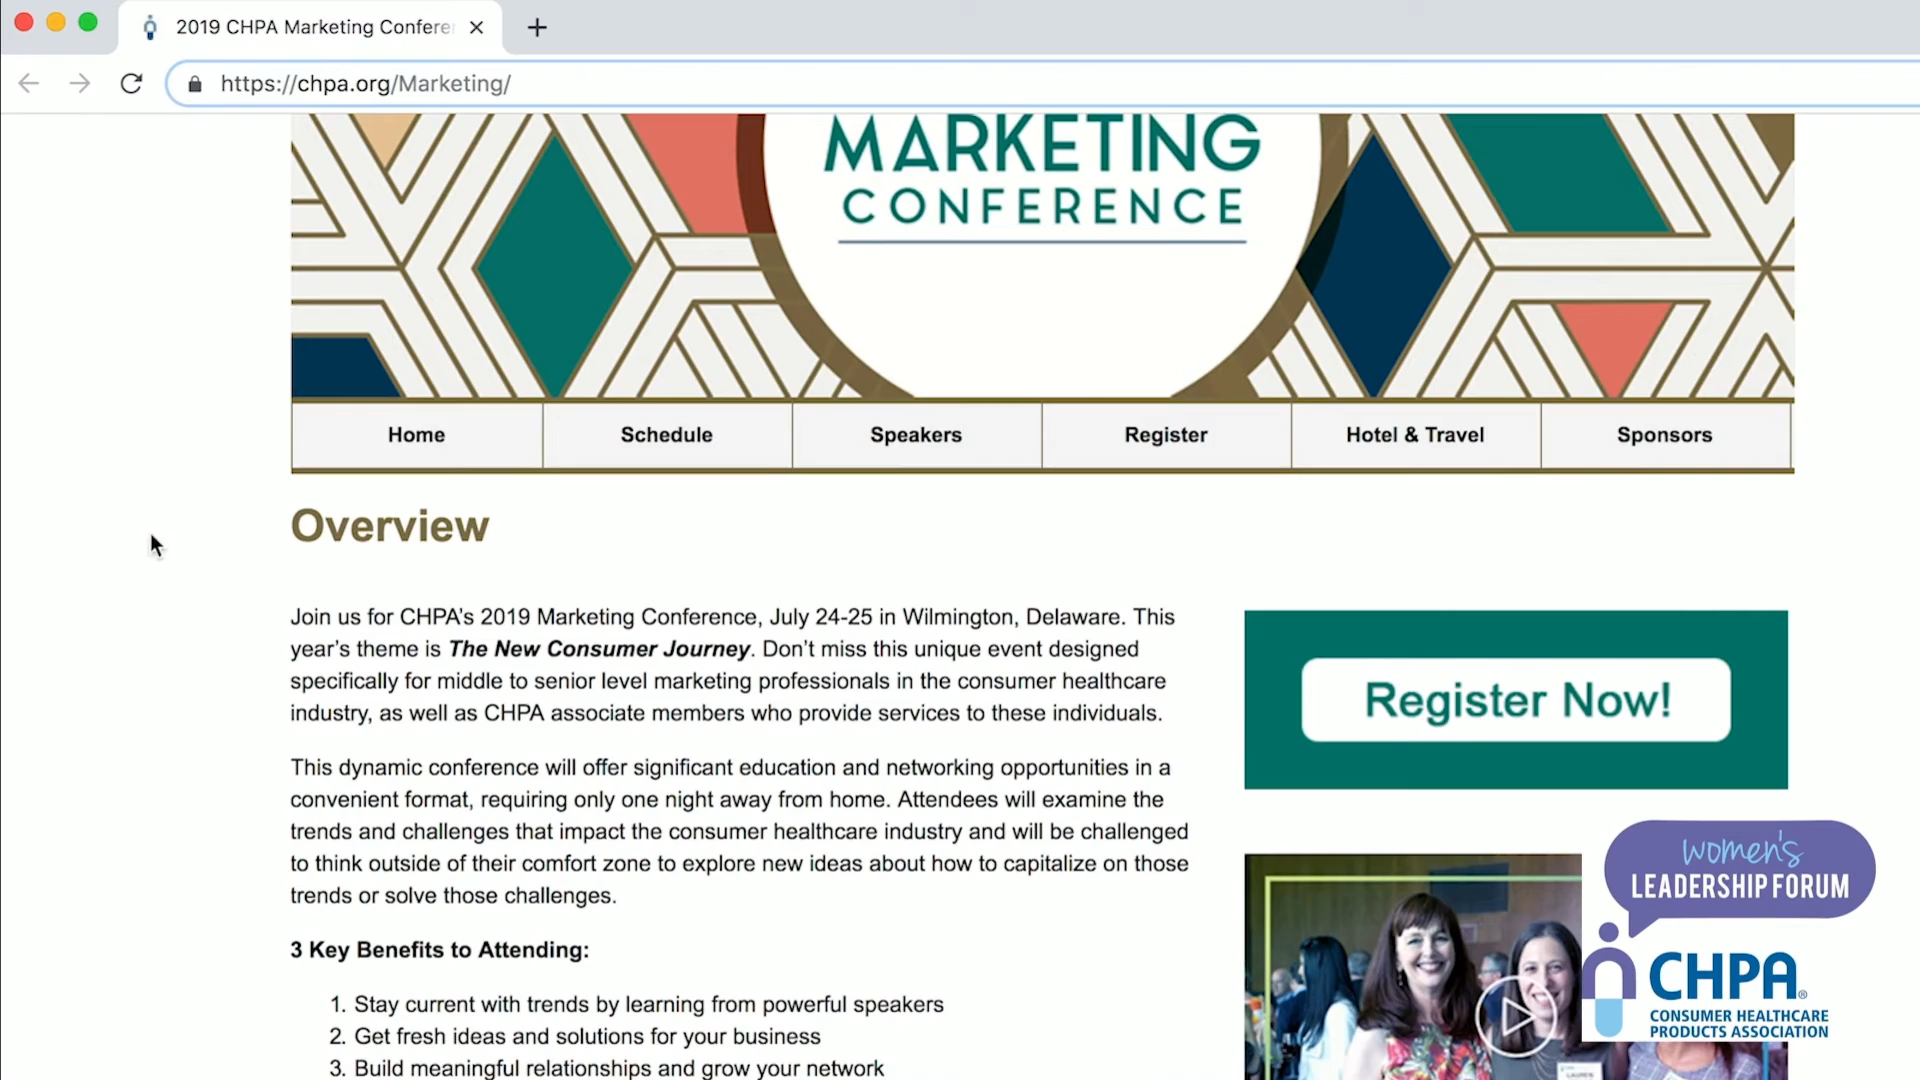 2019 CHPA Marketing Confere
https://chpa.org/Marketing/
MARKETING
CONFERENCE
Home Schedule Speakers Register Hotel & Travel Sponsors
Overview
Join us for CHPA's 2019 Marketing Conference, July 24-25 in Wilmington, Delaware. This
year's theme is The New Consumer Journey. Don't miss this unique event designed
specifically for middle to senior level marketing professionals in the consumer healthcare
industry, as well as CHPA associate members who provide services to these individuals.
This dynamic conference will offer significant education and networking opportunities in a
convenient format, requiring only one night away from home. Attendees will examine the
trends and challenges that impact the consumer healthcare industry and will be challenged
to think outside of their comfort zone to explore new ideas about how to capitalize on those
trends or solve those challenges.
3 Key Benefits to Attending:
1. Stay current with trends by learning from powerful speakers
2. Get fresh ideas and solutions for your business
3. Build meaningful relationships and grow your network
Register Now!
women's
LEADERSHIP FORUM
CHPA®
CONSUMER HEALTHCARE
PRODUCTS ASSOCIATION